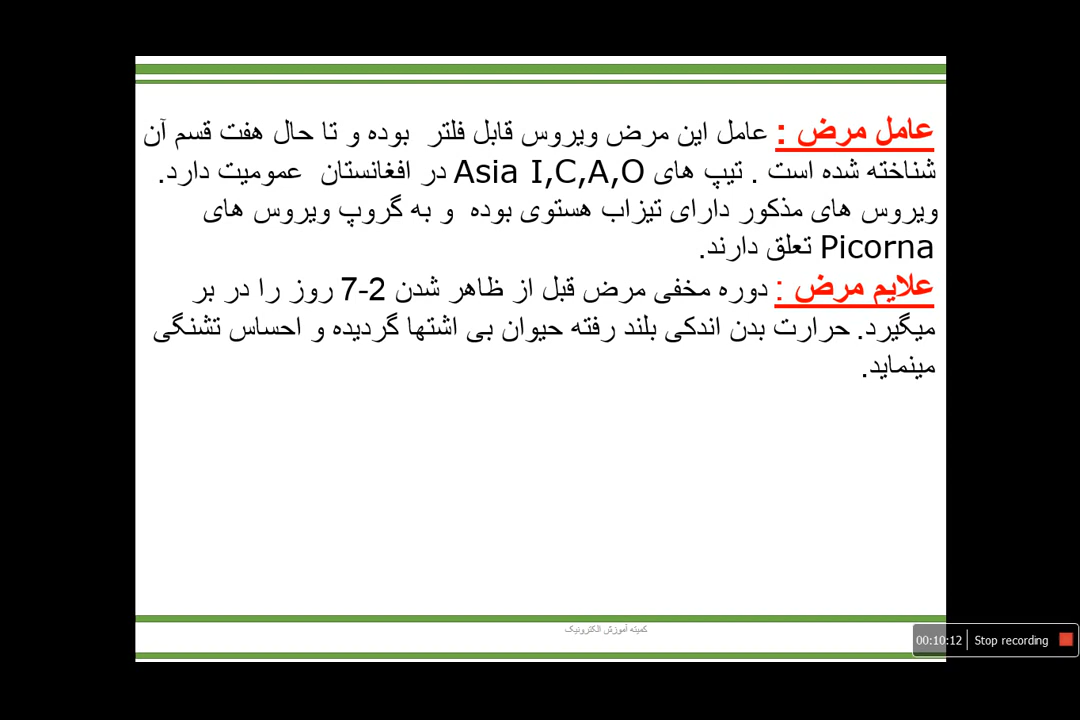 عامل مرض : عامل این مرض ویروس قابل فلتر بوده و تا حال هفت قسم آن
شناخته شده است . تیپ های Asia I,C,A,O در افغانستان عمومیت دارد.
ویروس های مذکور دارای تیزاب هستوی بوده و به گروپ ویروس های
Picorna تعلق دارند.
علایم مرض : دوره مخفی مرض قبل از ظاهر شدن 2-7 روز را در بر
میگیرد. حرارت بدن اندکی بلند رفته حیوان بی اشتها گردیده و احساس تشنگی
مینماید.
کمیته آموزش الکترونیک
00:10:12 Stop recording